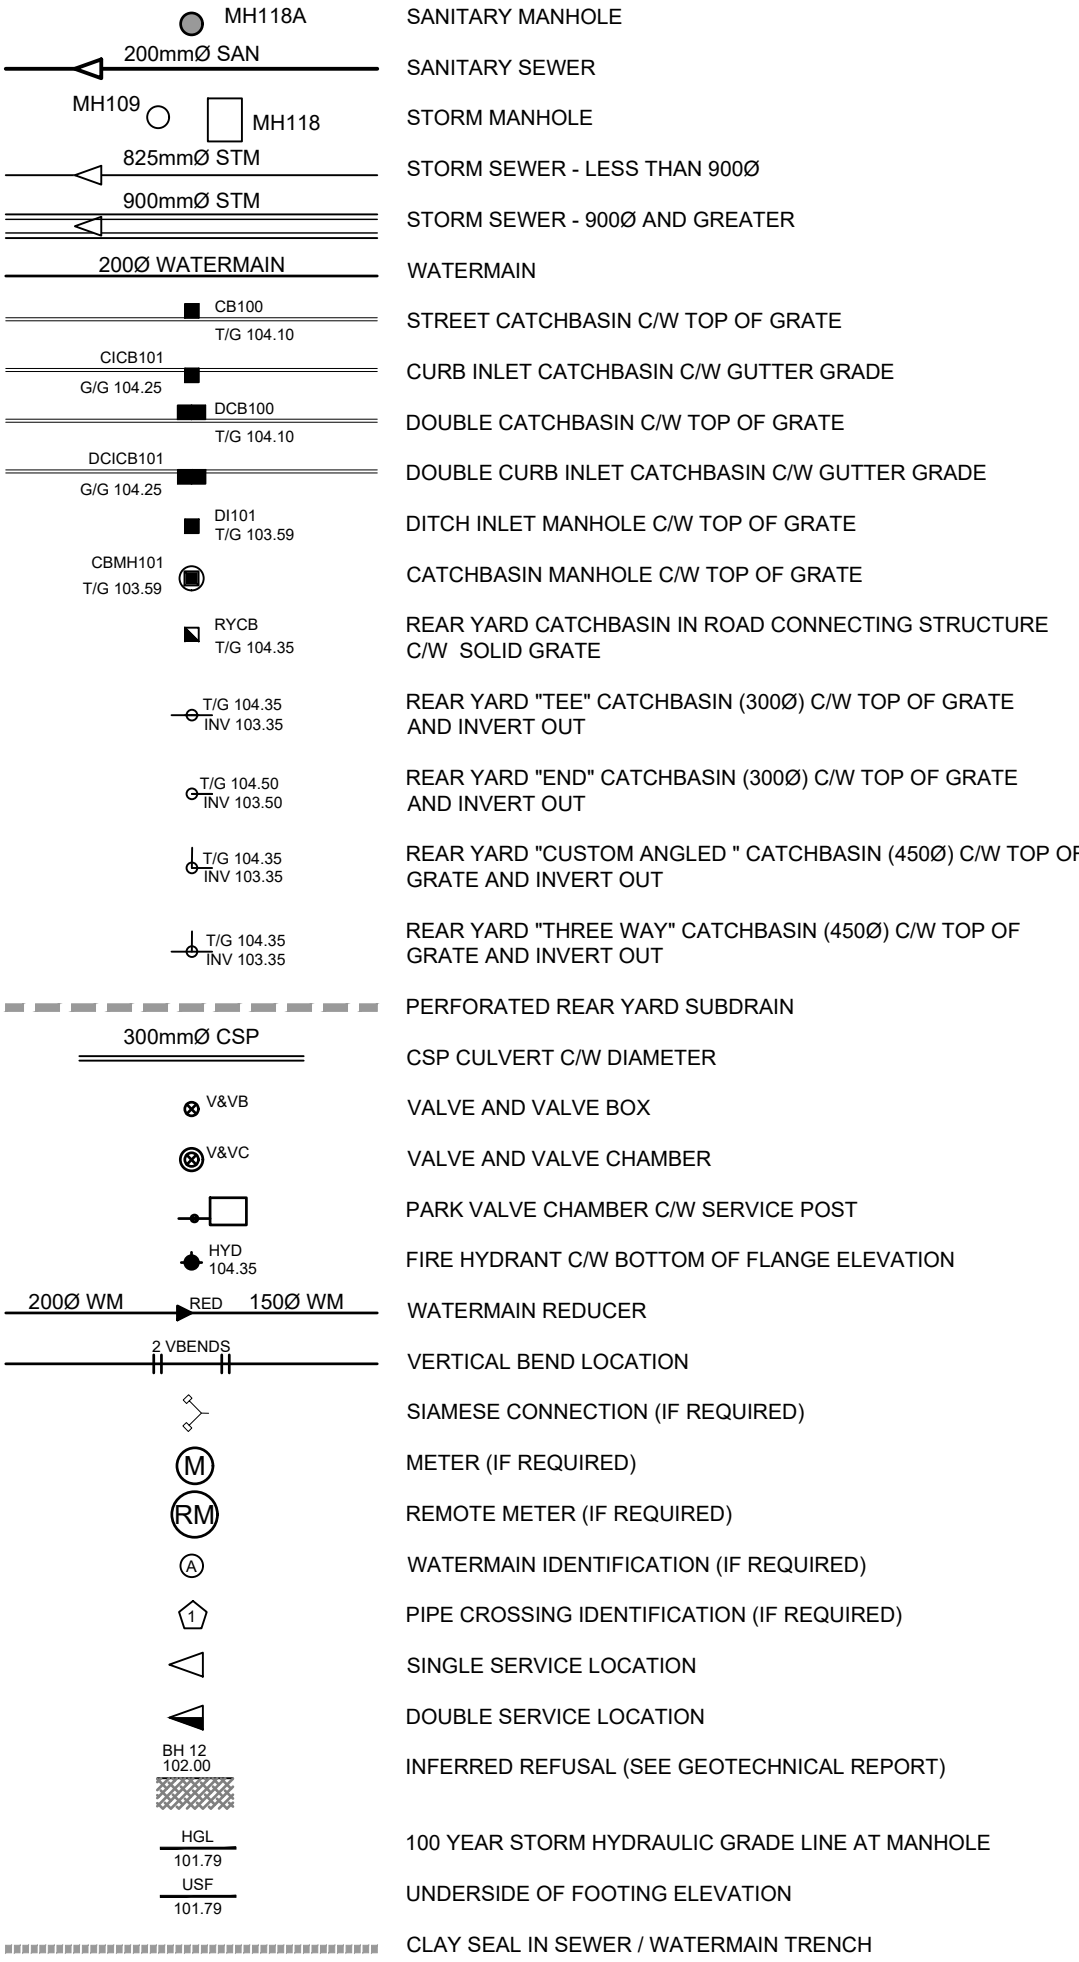 MH118A SANITARY MANHOLE
200mmØ SAN SANITARY SEWER
MH109 MH118 STORM MANHOLE
825mmØ STM STORM SEWER - LESS THAN 900Ø
900mmØ STM STORM SEWER - 900Ø AND GREATER
200Ø WATERMAIN WATERMAIN
CB100
T/G 104.10
STREET CATCHBASIN C/W TOP OF GRATE
CICB101
G/G 104.25
CURB INLET CATCHBASIN C/W GUTTER GRADE
DCB100
T/G 104.10
DOUBLE CATCHBASIN C/W TOP OF GRATE
DCICB101
G/G 104.25
DOUBLE CURB INLET CATCHBASIN C/W GUTTER GRADE
DI101
T/G 103.59
DITCH INLET MANHOLE C/W TOP OF GRATE
CBMH101
T/G 103.59
CATCHBASIN MANHOLE C/W TOP OF GRATE
RYCB
T/G 104.35
REAR YARD CATCHBASIN IN ROAD CONNECTING STRUCTURE
C/W SOLID GRATE
T/G 104.35
INV 103.35
REAR YARD "TEE" CATCHBASIN (300Ø) C/W TOP OF GRATE
AND INVERT OUT
T/G 104.50
INV 103.50
REAR YARD "END" CATCHBASIN (300Ø) C/W TOP OF GRATE
AND INVERT OUT
T/G 104.35
INV 103.35
REAR YARD "CUSTOM ANGLED " CATCHBASIN (450Ø) C/W TOP OF
GRATE AND INVERT OUT
T/G 104.35
INV 103.35
REAR YARD "THREE WAY" CATCHBASIN (450Ø) C/W TOP OF
GRATE AND INVERT OUT
PERFORATED REAR YARD SUBDRAIN
300mmØ CSP
CSP CULVERT C/W DIAMETER
V&VB VALVE AND VALVE BOX
V&VC VALVE AND VALVE CHAMBER
PARK VALVE CHAMBER C/W SERVICE POST
HYD
104.35
FIRE HYDRANT C/W BOTTOM OF FLANGE ELEVATION
200Ø WM RED 150Ø WM WATERMAIN REDUCER
2 VBENDS VERTICAL BEND LOCATION
SIAMESE CONNECTION (IF REQUIRED)
M METER (IF REQUIRED)
RM REMOTE METER (IF REQUIRED)
A WATERMAIN IDENTIFICATION (IF REQUIRED)
1 PIPE CROSSING IDENTIFICATION (IF REQUIRED)
SINGLE SERVICE LOCATION
DOUBLE SERVICE LOCATION
BH 12
102.00
INFERRED REFUSAL (SEE GEOTECHNICAL REPORT)
HGL
101.79
100 YEAR STORM HYDRAULIC GRADE LINE AT MANHOLE
USF
101.79
UNDERSIDE OF FOOTING ELEVATION
CLAY SEAL IN SEWER / WATERMAIN TRENCH